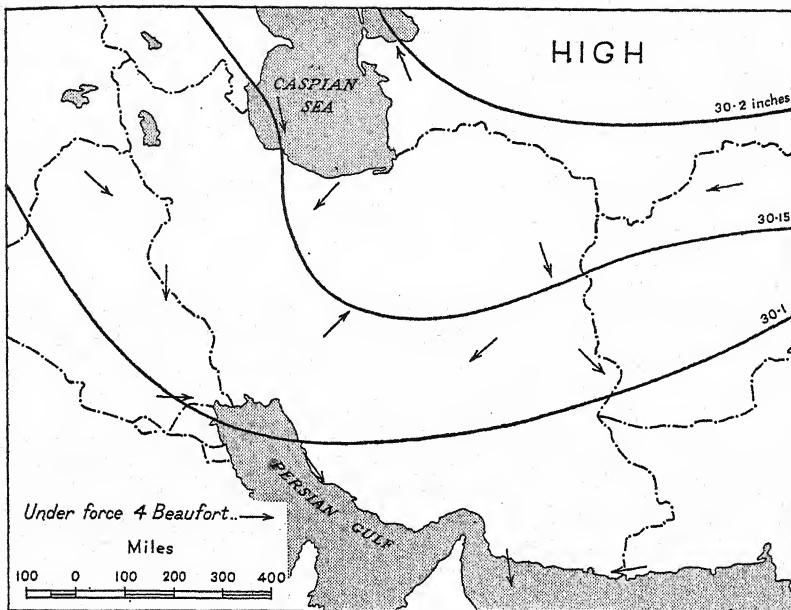 HIGH
CASPIAN
SEA
30·2 inches
30·15
30·1
PERSIAN GULF
Under force 4 Beaufort..
Miles
100 0 100 200 300 400